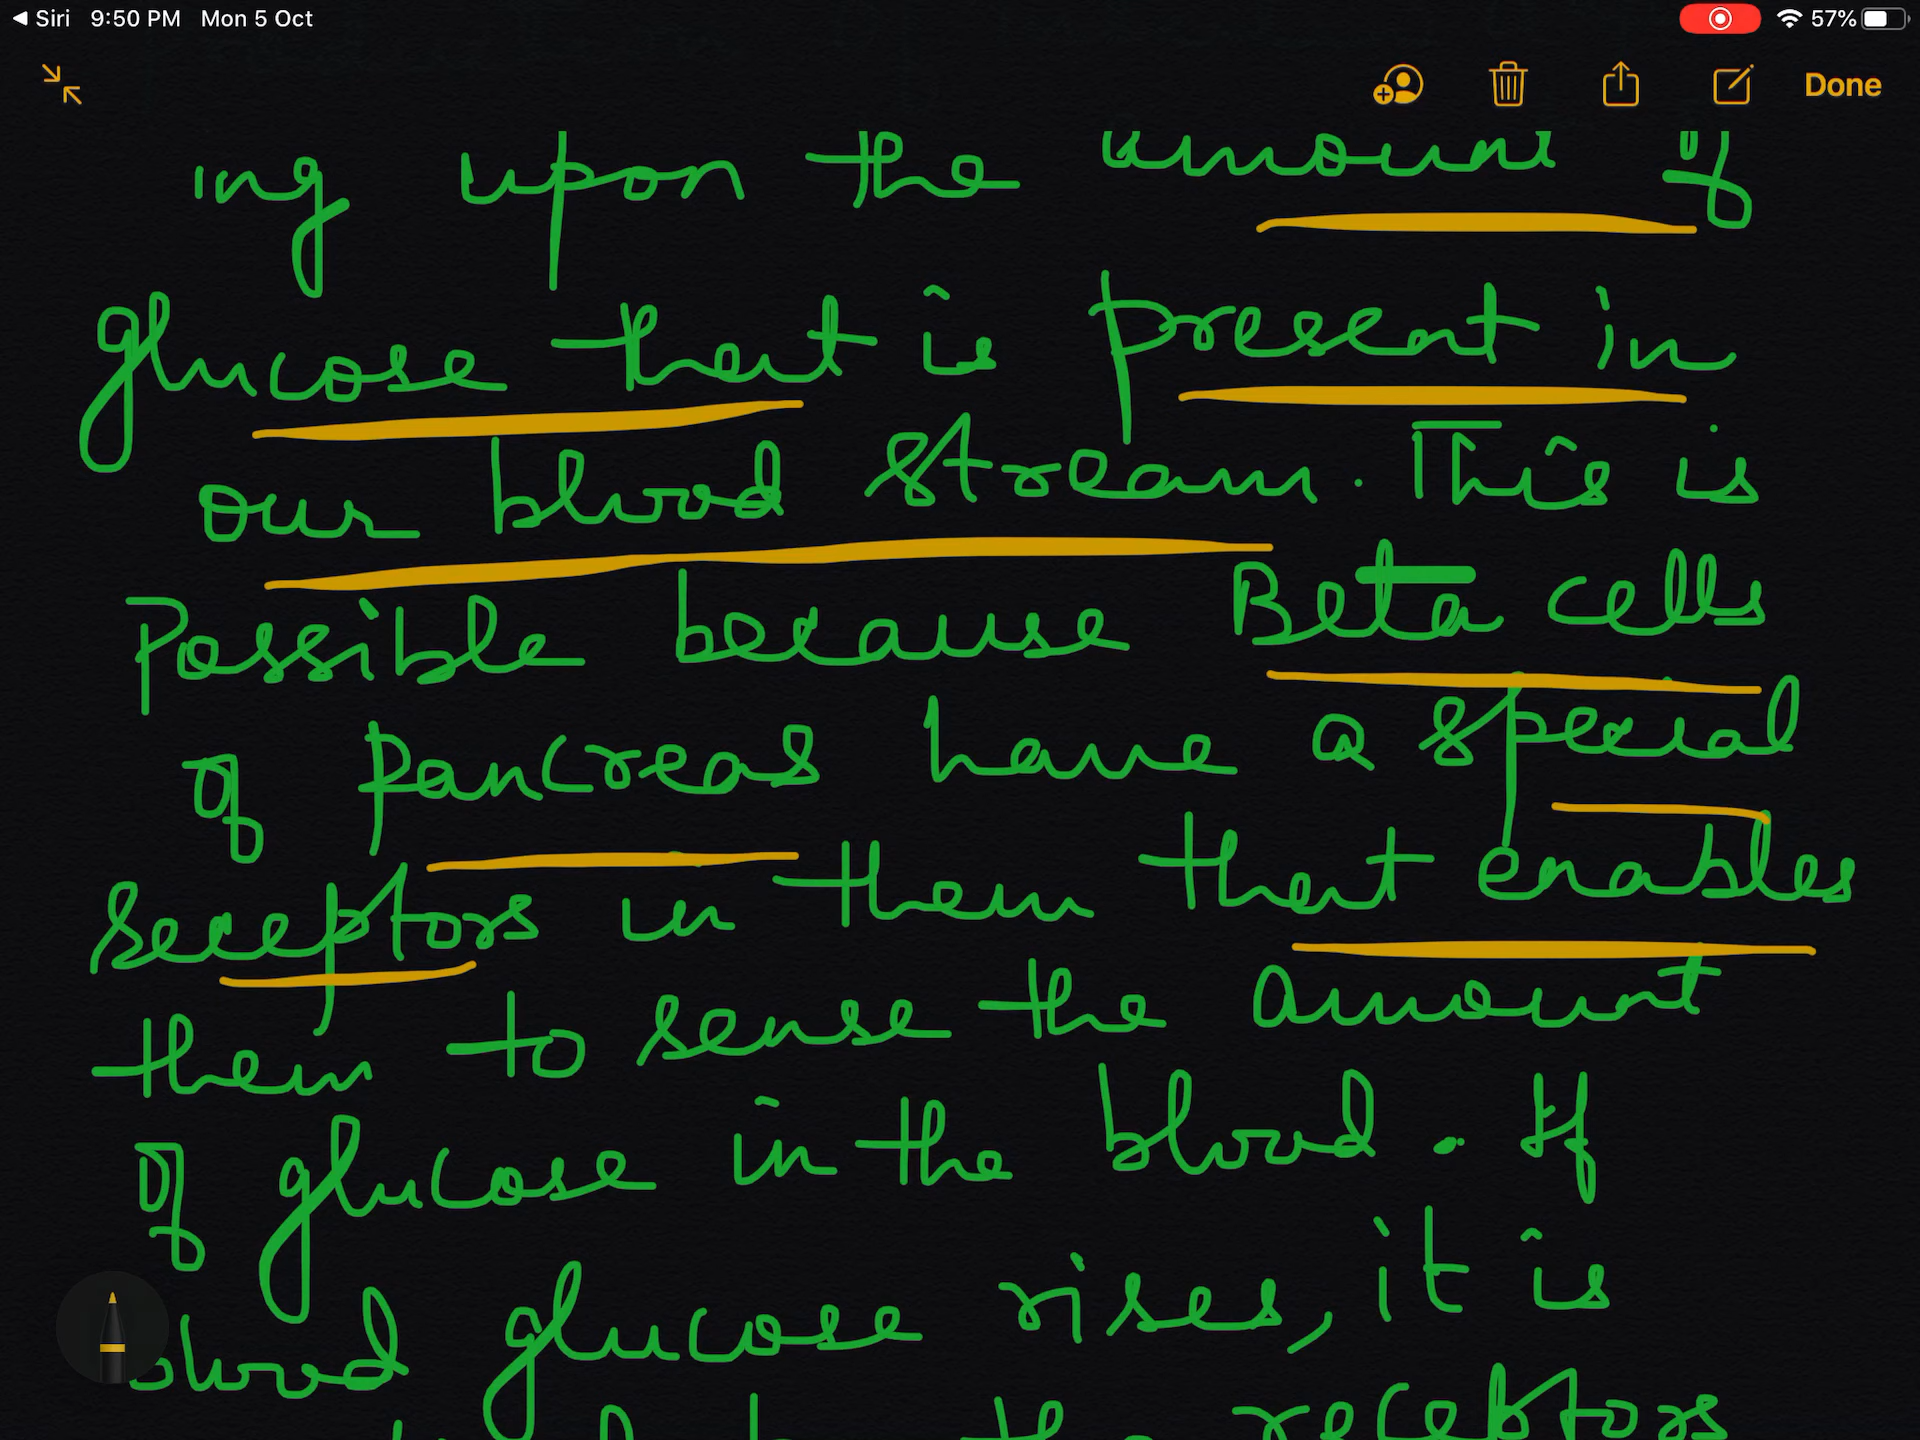 Siri 9:50 PM Mon 5 Oct 57%
Done
ing upon the amount of
glucose that is present in
our blood stream. This is
Possible because Beta cells
of pancreas have a special
receptors in them that enables
them to sense the amount
of glucose in the blood. If
blood glucose rises, it is
the receptors